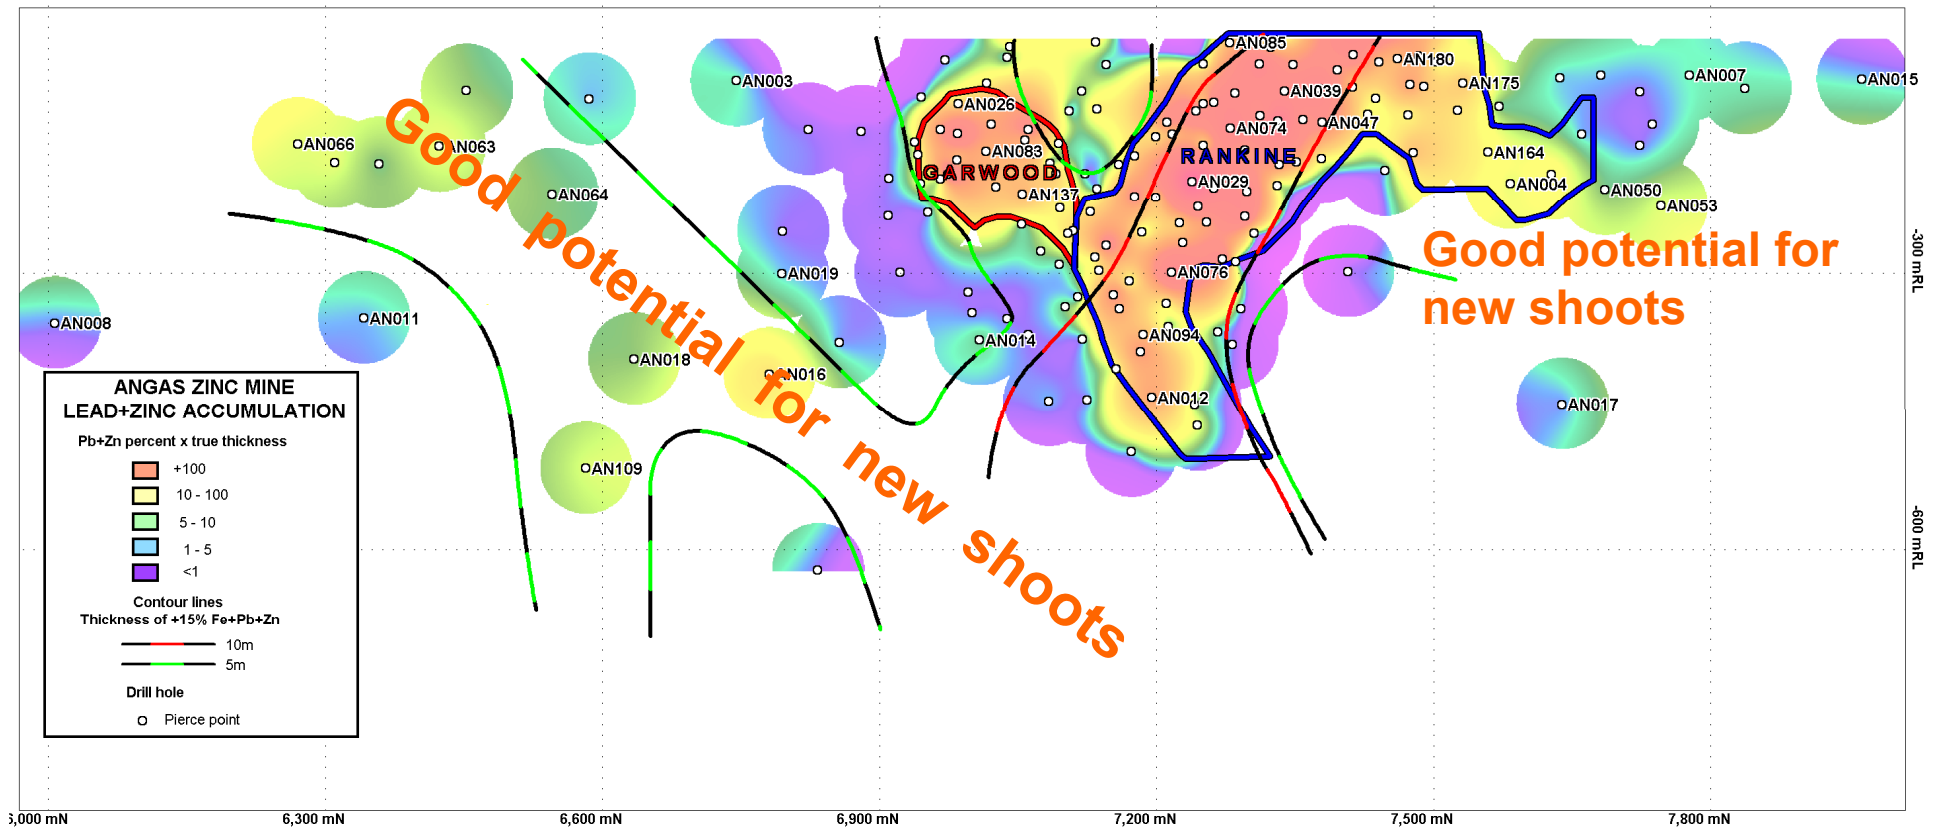 AN085
AN180
AN003
AN026
AN039
AN175
AN007
AN015
AN066
AN063
AN083
AN074
AN047
AN164
GARWOOD
RANKINE
AN064
AN137
AN029
AN004
AN050
AN053
Good potential for new shoots
Good potential for
new shoots
-300 mRL
AN019
AN076
AN008
AN011
AN018
AN016
AN014
AN094
AN012
AN017
AN109
-600 mRL
ANGAS ZINC MINE
LEAD+ZINC ACCUMULATION
Pb+Zn percent x true thickness
+100
10 - 100
5 - 10
1 - 5
<1
Contour lines
Thickness of +15% Fe+Pb+Zn
10m
5m
Drill hole
Pierce point
,000 mN
6,300 mN
6,600 mN
6,900 mN
7,200 mN
7,500 mN
7,800 mN